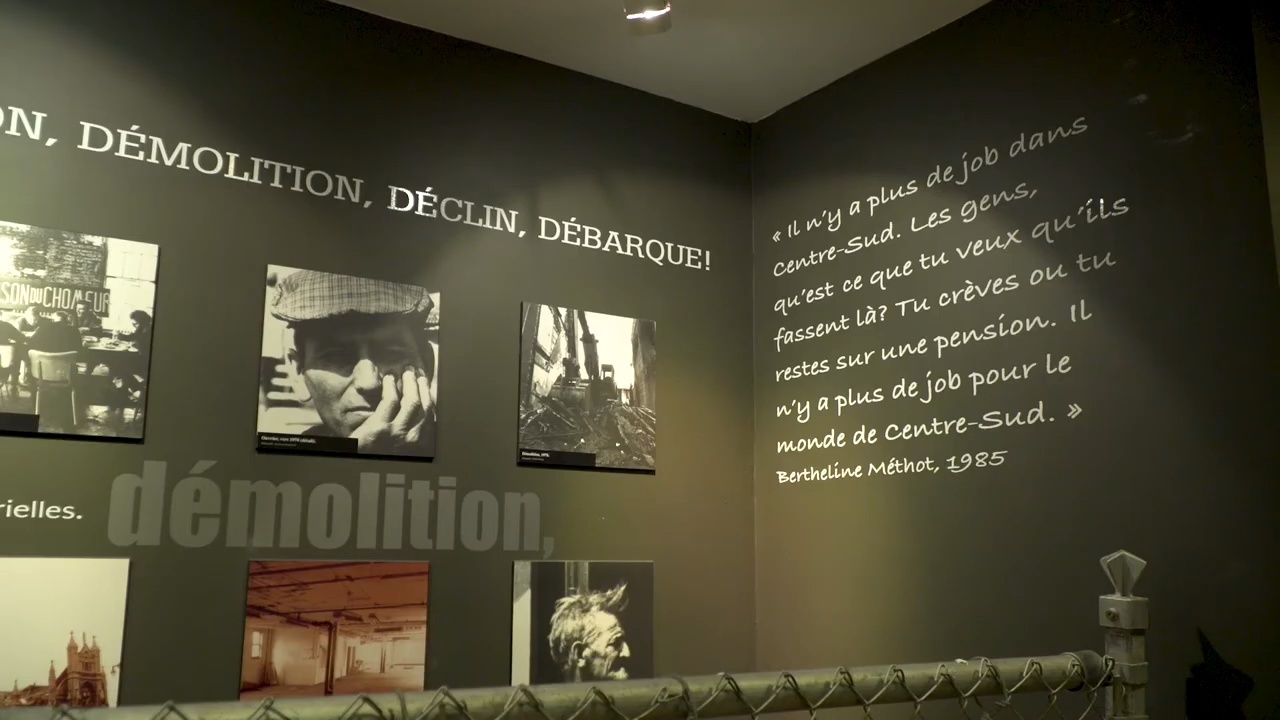 ON, DÉMOLITION, DÉCLIN, DÉBARQUE!
SON DU CHOMEUR
démolition,
rielles.
« Il n'y a plus de job dans
Centre-Sud. Les gens,
qu'est ce que tu veux qu'ils
fassent là? Tu crèves ou tu
restes sur une pension. Il
n'y a plus de job pour le
monde de Centre-Sud. »
Bertheline Méthot, 1985